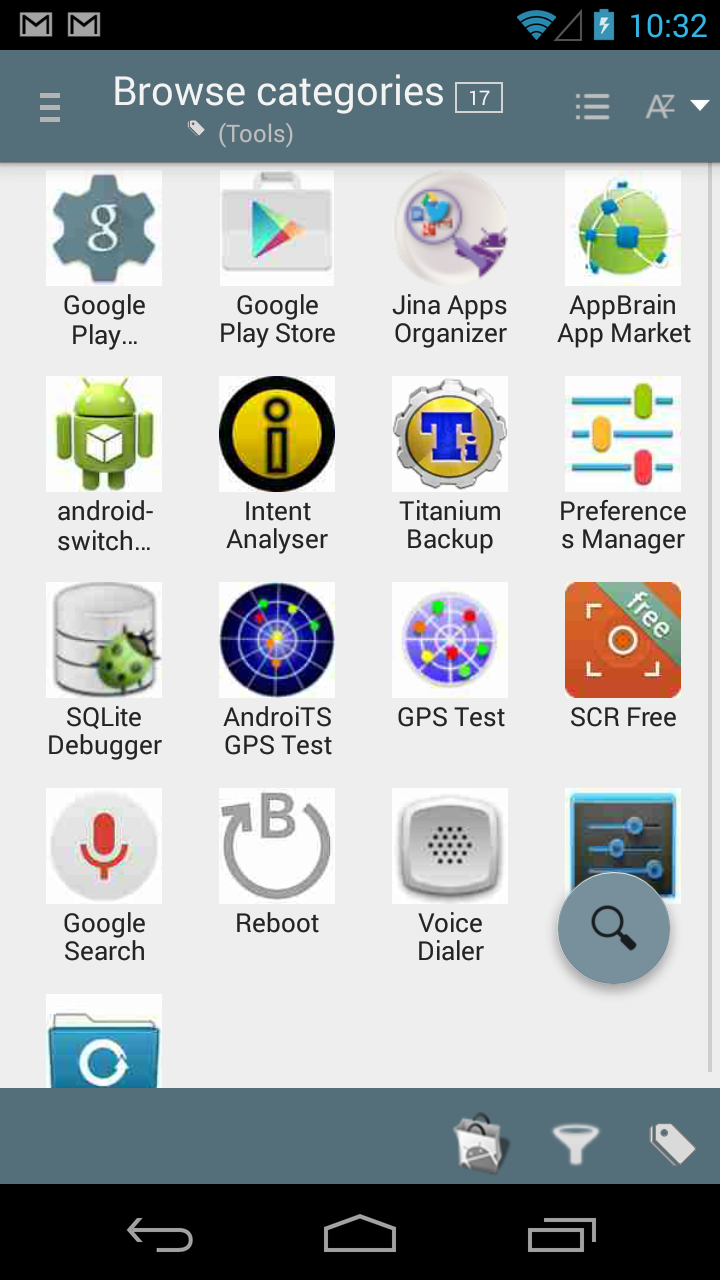 10:32
Browse categories 17
(Tools)
AZ
g
Google
Play...
Google
Play Store
Jina Apps
Organizer
AppBrain
App Market
i
Ti
android-
switch...
Intent
Analyser
Titanium
Backup
Preference
s Manager
free
SQLite
Debugger
AndroiTS
GPS Test
GPS Test
SCR Free
B
Google
Search
Reboot
Voice
Dialer